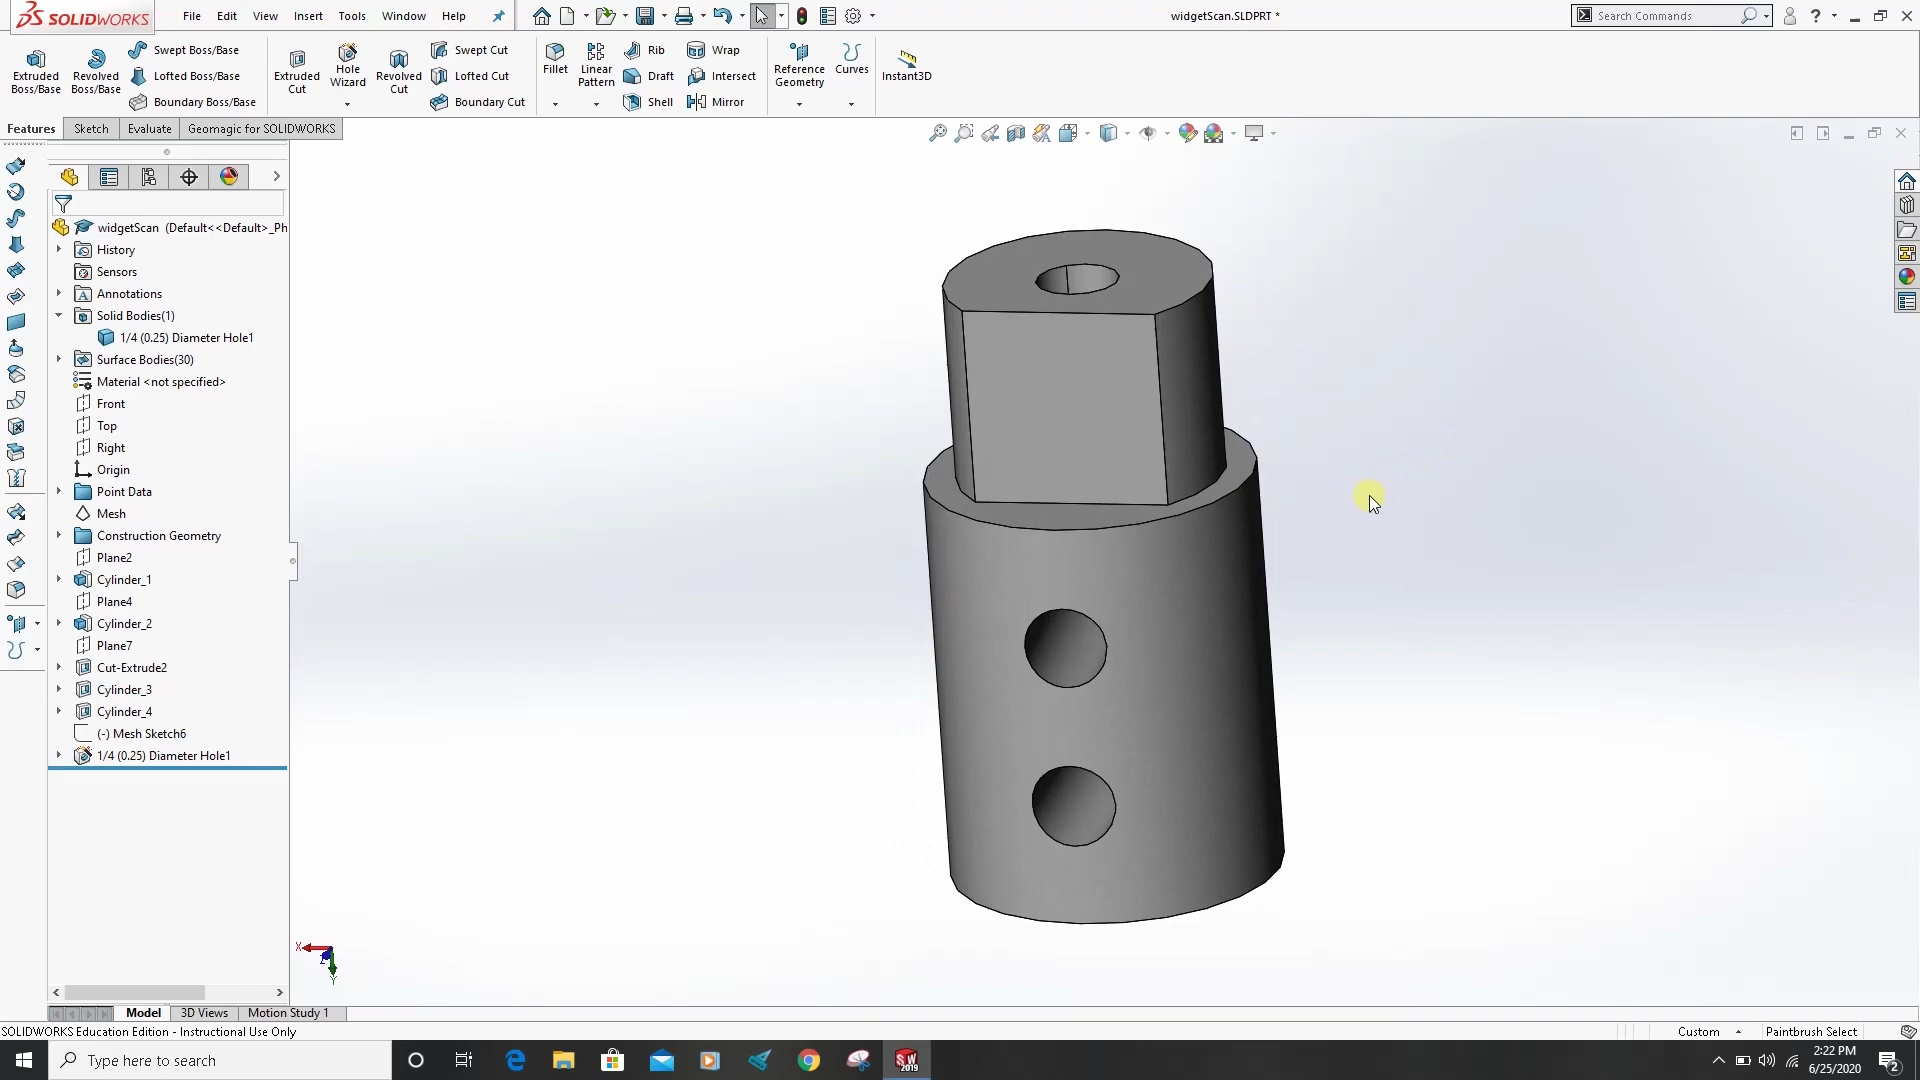 SOLIDWORKS File Edit View Insert Tools Window Help widgetScan.SLDPRT * Search Commands ?
Extruded Boss/Base
Revolved Boss/Base
Swept Boss/Base
Lofted Boss/Base
Boundary Boss/Base
Extruded Cut
Hole Wizard
Revolved Cut
Swept Cut
Lofted Cut
Boundary Cut
Fillet
Linear Pattern
Rib
Draft
Shell
Wrap
Intersect
Mirror
Reference Geometry
Curves
Instant3D
Features Sketch Evaluate Geomagic for SOLIDWORKS
widgetScan (Default<<Default>_Ph
History
Sensors
Annotations
Solid Bodies(1)
1/4 (0.25) Diameter Hole1
Surface Bodies(30)
Material <not specified>
Front
Top
Right
Origin
Point Data
Mesh
Construction Geometry
Plane2
Cylinder_1
Plane4
Cylinder_2
Plane7
Cut-Extrude2
Cylinder_3
Cylinder_4
(-) Mesh Sketch6
1/4 (0.25) Diameter Hole1
X
Y
Z
Model 3D Views Motion Study 1
SOLIDWORKS Education Edition - Instructional Use Only Custom Paintbrush Select
Type here to search
SW 2019
2:22 PM
6/25/2020
2